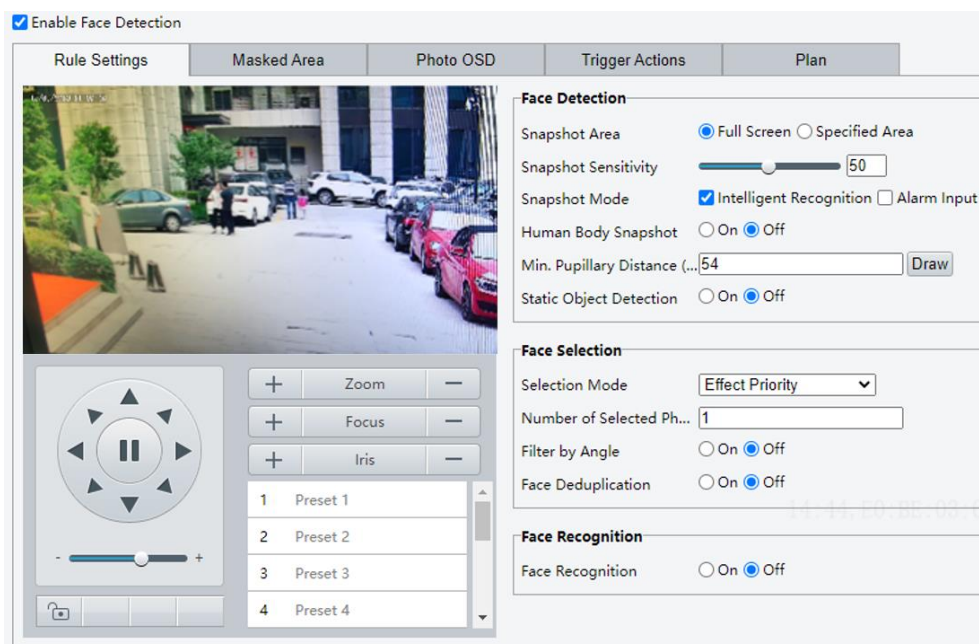 Enable Face Detection
Rule Settings
Masked Area
Photo OSD
Trigger Actions
Plan
Face Detection
Snapshot Area Full Screen Specified Area
Snapshot Sensitivity 50
Snapshot Mode Intelligent Recognition Alarm Input
Human Body Snapshot On Off
Min. Pupillary Distance (... 54 Draw
Static Object Detection On Off
Face Selection
Selection Mode Effect Priority
Number of Selected Ph... 1
Filter by Angle On Off
Face Deduplication On Off
Face Recognition
Face Recognition On Off
+ Zoom —
+ Focus —
+ Iris —
1 Preset 1
2 Preset 2
3 Preset 3
4 Preset 4
- +